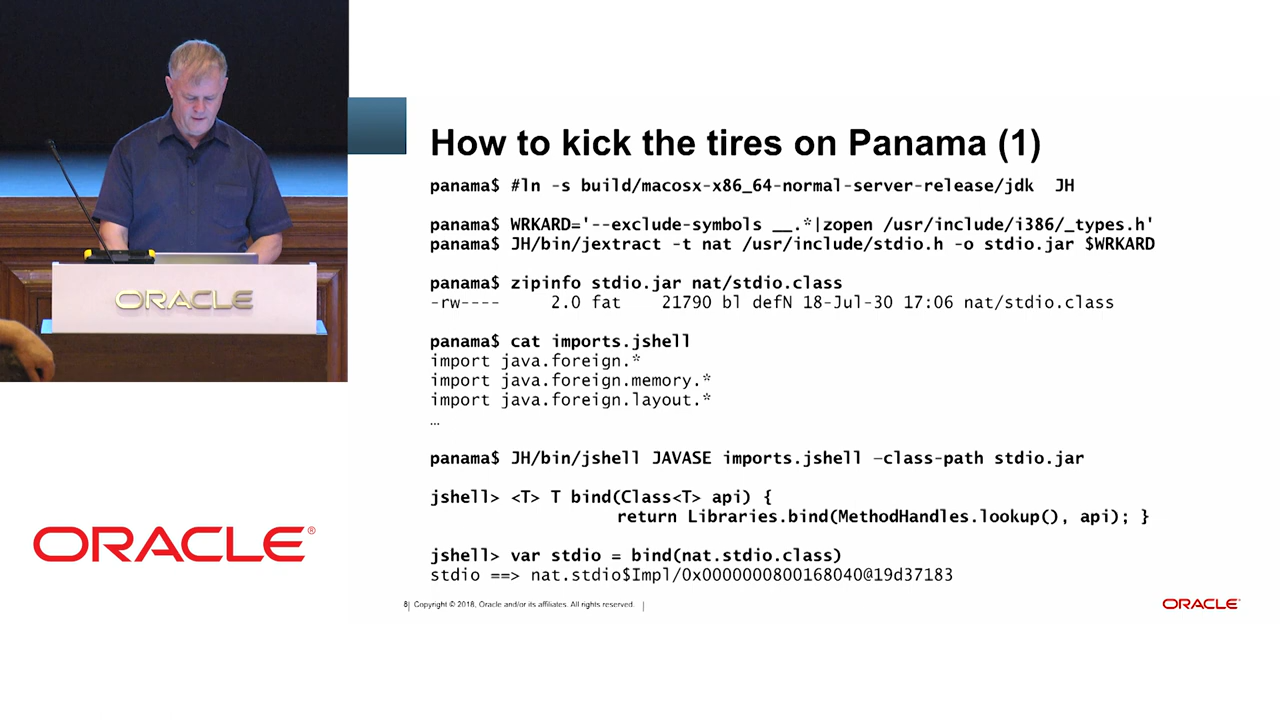 ORACLE
How to kick the tires on Panama (1)
panama$ #ln -s build/macosx-x86_64-normal-server-release/jdk  JH
panama$ WRKARD='--exclude-symbols __.*|zopen /usr/include/i386/_types.h'
panama$ JH/bin/jextract -t nat /usr/include/stdio.h -o stdio.jar $WRKARD
panama$ zipinfo stdio.jar nat/stdio.class
-rw----     2.0 fat    21790 bl defN 18-Jul-30 17:06 nat/stdio.class
panama$ cat imports.jshell
import java.foreign.*
import java.foreign.memory.*
import java.foreign.layout.*
…
panama$ JH/bin/jshell JAVASE imports.jshell –class-path stdio.jar
jshell> <T> T bind(Class<T> api) {
return Libraries.bind(MethodHandles.lookup(), api); }
jshell> var stdio = bind(nat.stdio.class)
stdio ==> nat.stdio$Impl/0x0000000800168040@19d37183
8| Copyright © 2018, Oracle and/or its affiliates. All rights reserved. |
ORACLE®
ORACLE®